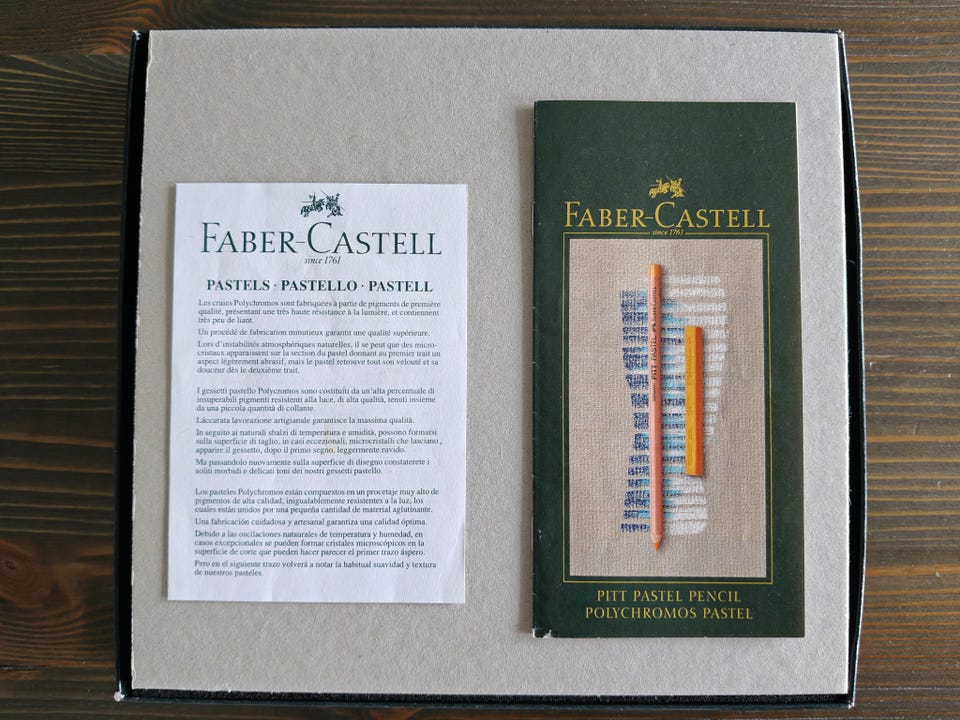 FABER-CASTELL
since 1761
PASTELS · PASTELLO · PASTELL
Les craies Polychromos sont fabriquées à partir de pigments de première
qualité, présentant une très haute résistance à la lumière, et contiennent
très peu de liant.
Un procédé de fabrication minutieux garantit une qualité supérieure.
Lors d'instabilités atmosphériques naturelles, il se peut que des micro-
cristaux apparaissent sur la section du pastel donnant au premier trait un
aspect légèrement abrasif, mais le pastel retrouve tout son velouté et sa
douceur dès le deuxième trait.
I gessetti pastello Polycromos sono costituiti da un'alta percentuale di
insuperabili pigmenti resistenti alla luce, di alta qualità, tenuti insieme
da una piccola quantità di collante.
Láccurata lavorazione artigianale garantisce la massima qualità.
In seguito ai naturali sbalzi di temperatura e umidità, possono formarsi
sulla superficie di taglio, in casi eccezionali, microcristalli che lasciano,
apparire il gessetto, dopo il primo segno, leggermente ruvido.
Ma passandolo nuovamente sulla superficie di disegno constaterete i
soliti morbidi e delicati toni dei nostri gessetti pastello.
Los pasteles Polychromos están compuestos en un procetaje muy alto de
pigmentos de alta calidad, inigualablemente resistentes a la luz, los
cuales están unidos por una pequeña cantidad de material aglutinante.
Una fabricación cuidadosa y artesanal garantiza una calidad óptima.
Debido a las oscilaciones nataurales de temperatura y humedad, en
casos excepcionales se pueden formar cristales microscópicos en la
superficie de corte que pueden hacer parecer el primer trazo áspero.
Pero en el siguiente trazo volverá a notar la habitual suavidad y textura
de nuestros pasteles.
FABER-CASTELL
since 1761
PITT PASTEL
PITT PASTEL PENCIL
POLYCHROMOS PASTEL